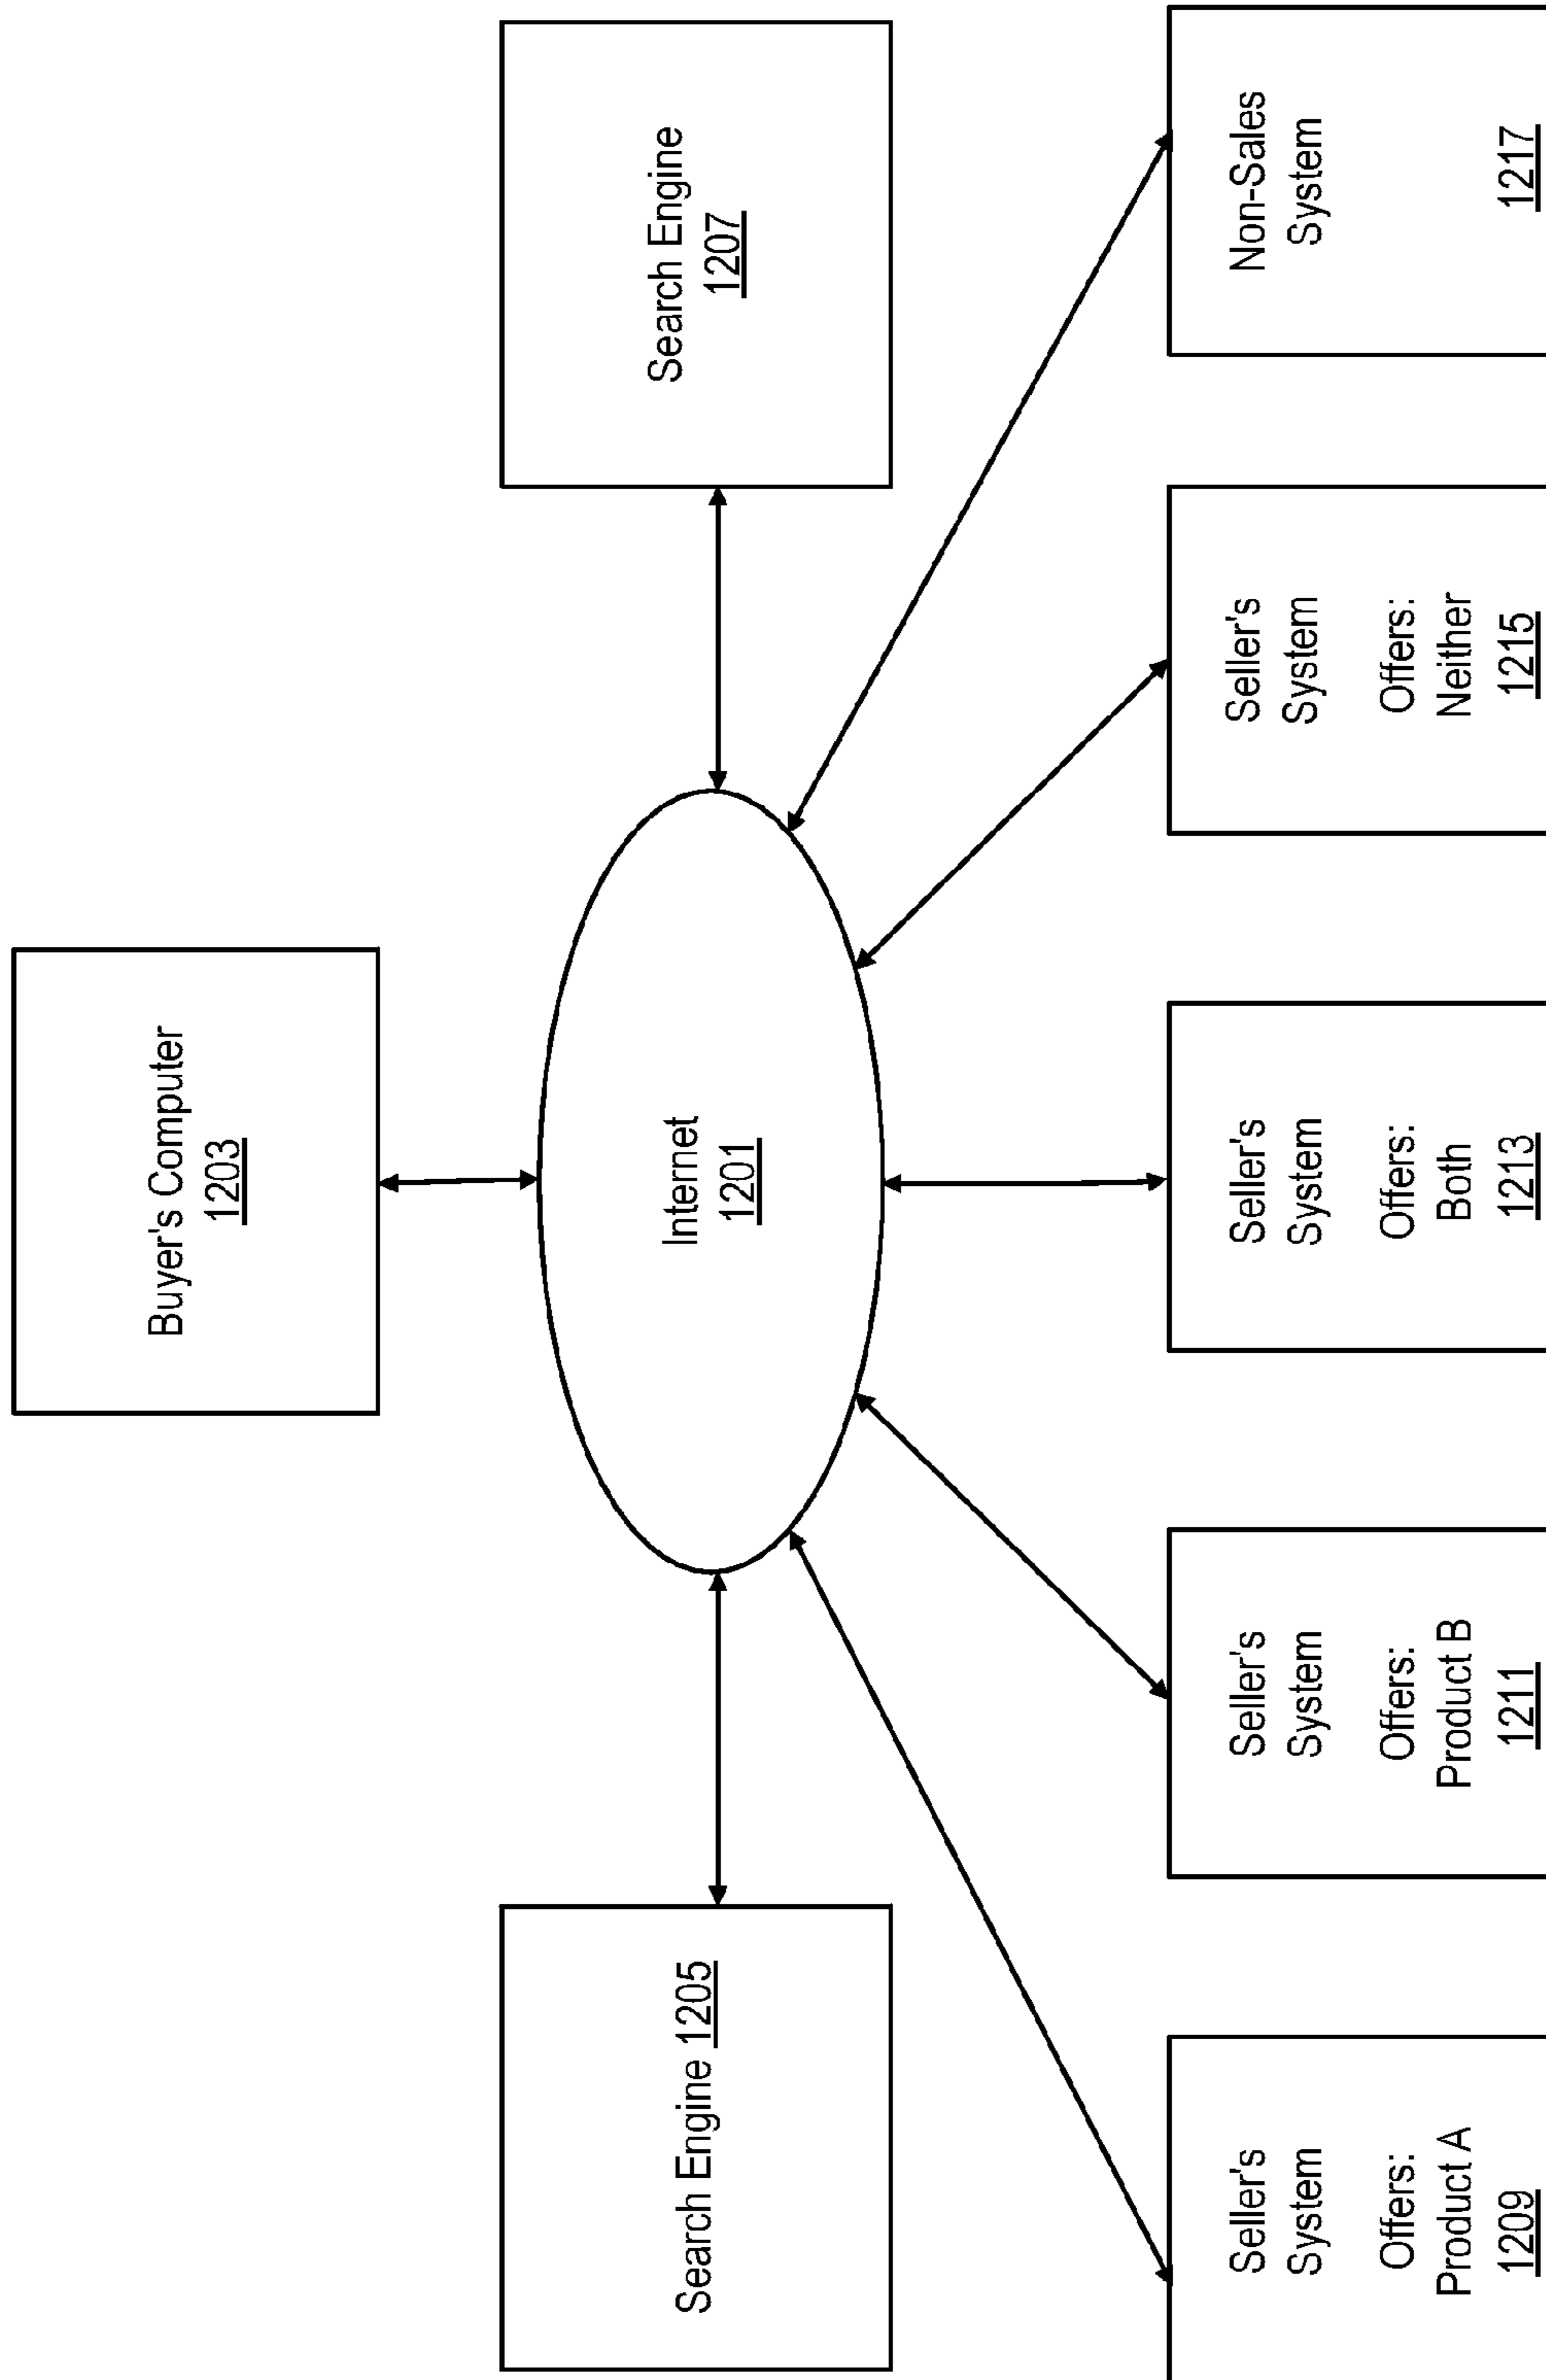 Buyer's Computer
1203
Search Engine 1205
Internet
1201
Search Engine
1207
Seller's
System
Offers:
Product A
1209
Seller's
System
Offers:
Product B
1211
Seller's
System
Offers:
Both
1213
Seller's
System
Offers:
Neither
1215
Non-Sales
System
1217